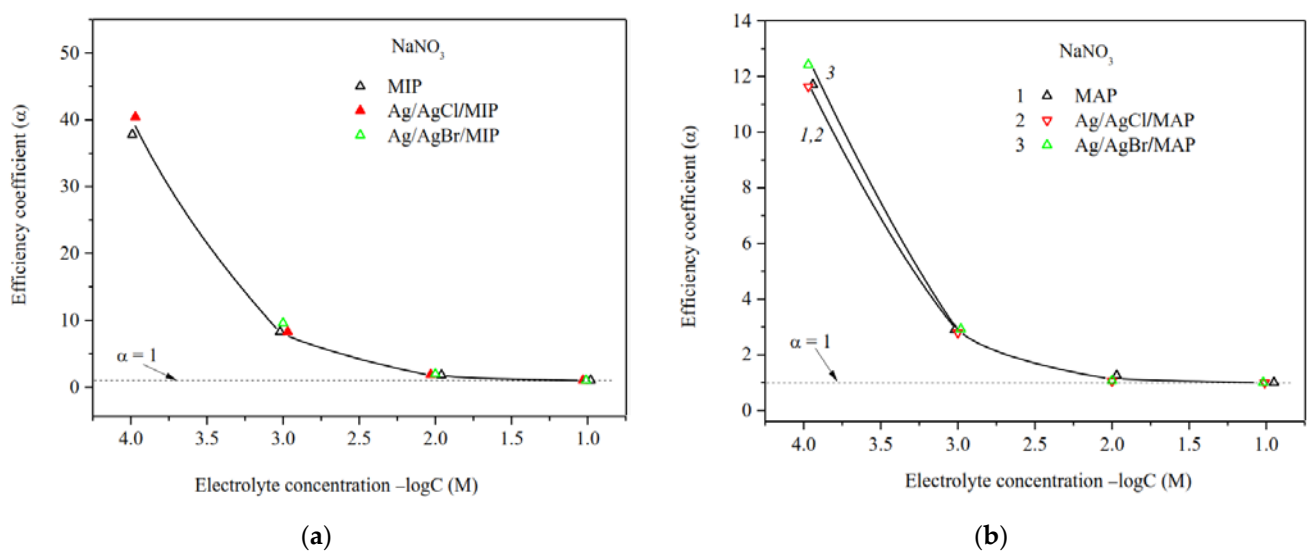 NaNO₃
MIP
Ag/AgCl/MIP
Ag/AgBr/MIP
α = 1
50
40
30
20
10
0
4.0 3.5 3.0 2.5 2.0 1.5 1.0
Efficiency coefficient (α)
Electrolyte concentration –logC (M)
(a)
NaNO₃
1 MAP
2 Ag/AgCl/MAP
3 Ag/AgBr/MAP
3
1,2
α = 1
14
12
10
8
6
4
2
0
4.0 3.5 3.0 2.5 2.0 1.5 1.0
Efficiency coefficient (α)
Electrolyte concentration –logC (M)
(b)